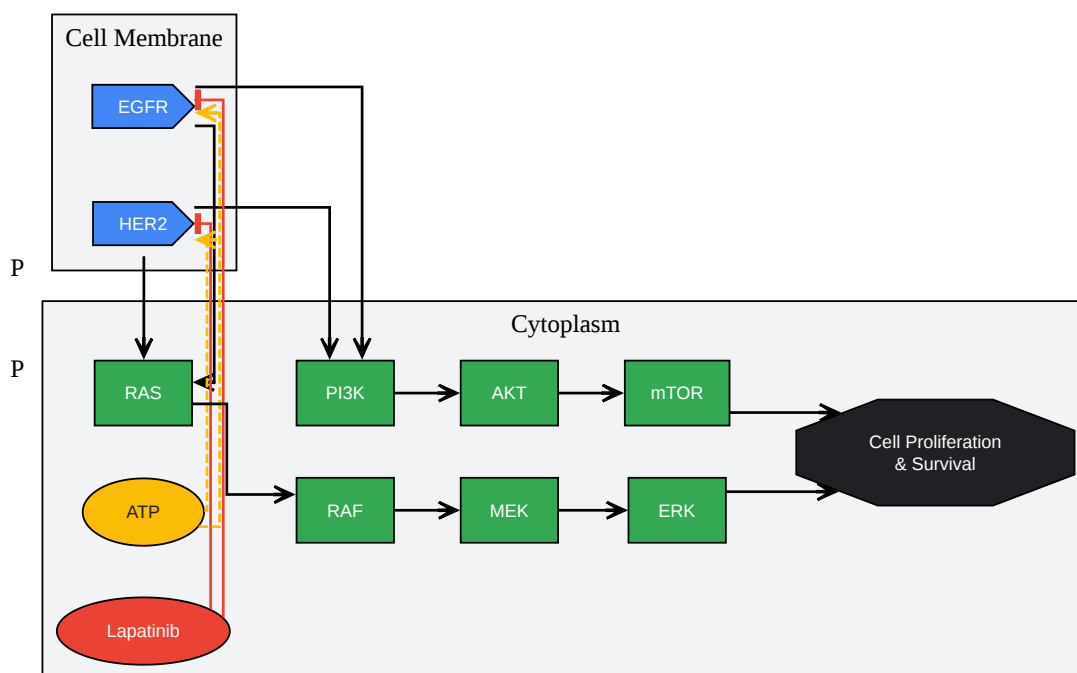 Cell Membrane
EGFR
HER2
P
Cytoplasm
P
RAS
PI3K
AKT
mTOR
Cell Proliferation
& Survival
ATP
RAF
MEK
ERK
Lapatinib